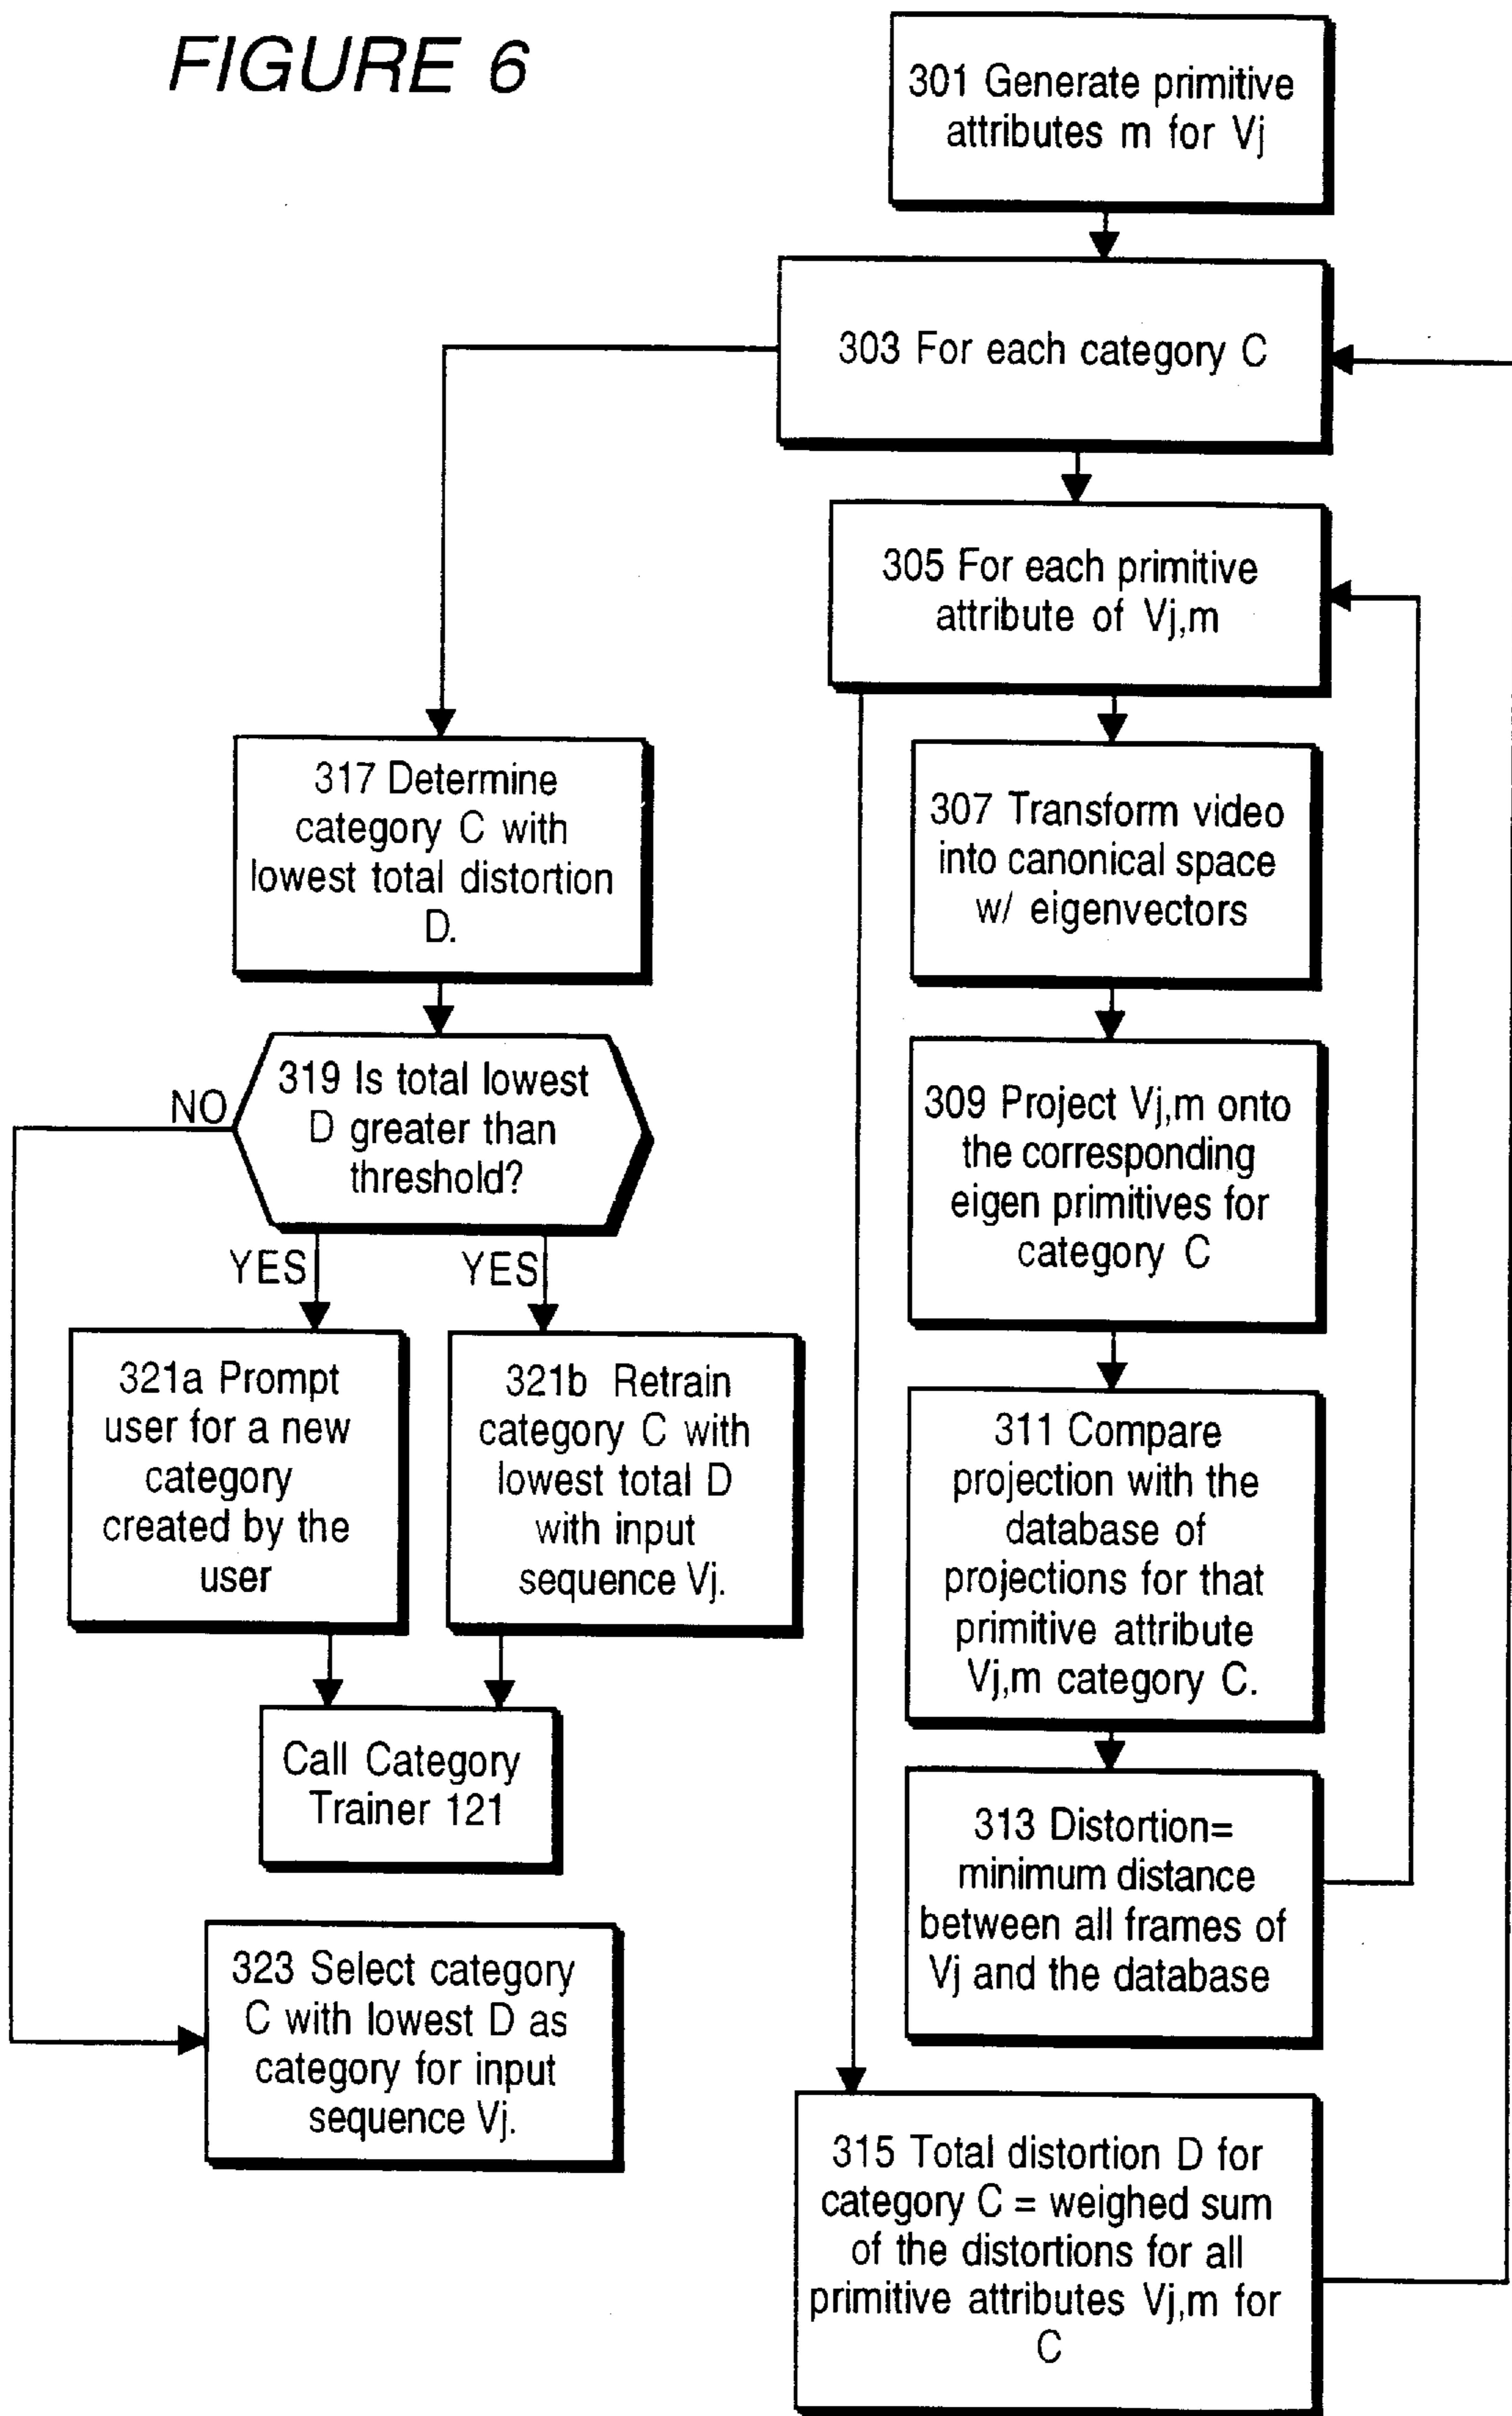 FIGURE 6
301 Generate primitive
attributes m for Vj
303 For each category C
305 For each primitive
attribute of Vj,m
307 Transform video
into canonical space
w/ eigenvectors
309 Project Vj,m onto
the corresponding
eigen primitives for
category C
311 Compare
projection with the
database of
projections for that
primitive attribute
Vj,m category C.
313 Distortion=
minimum distance
between all frames of
Vj and the database
315 Total distortion D for
category C = weighed sum
of the distortions for all
primitive attributes Vj,m for
C
317 Determine
category C with
lowest total distortion
D.
319 Is total lowest
D greater than
threshold?
NO
YES
YES
321a Prompt
user for a new
category
created by the
user
321b Retrain
category C with
lowest total D
with input
sequence Vj.
Call Category
Trainer 121
323 Select category
C with lowest D as
category for input
sequence Vj.